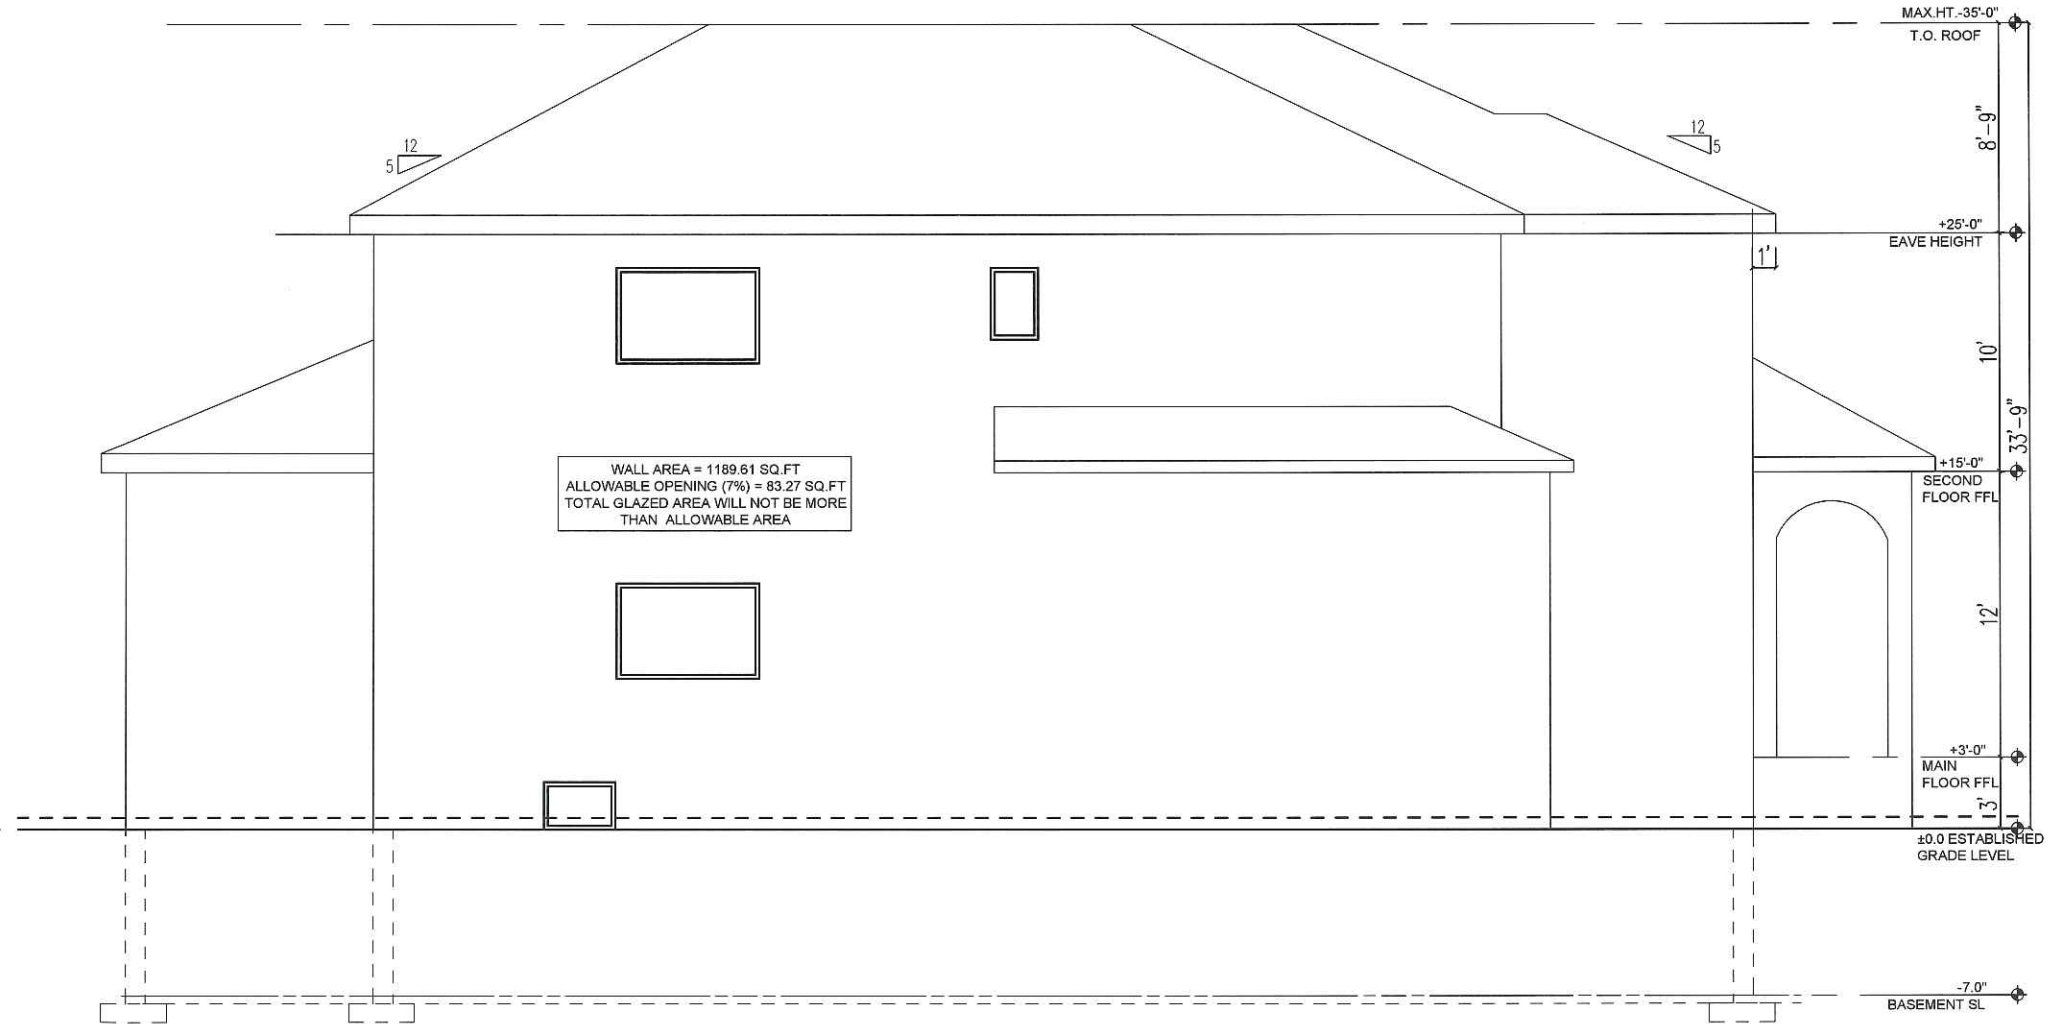 MAX.HT.-35'-0"
T.O. ROOF
8'-9"
12
5
12
5
+25'-0"
EAVE HEIGHT
1'
10'
33'-9"
WALL AREA = 1189.61 SQ.FT
ALLOWABLE OPENING (7%) = 83.27 SQ.FT
TOTAL GLAZED AREA WILL NOT BE MORE
THAN ALLOWABLE AREA
+15'-0"
SECOND
FLOOR FFL
12'
+3'-0"
MAIN
FLOOR FFL
3'
±0.0 ESTABLISHED
GRADE LEVEL
-7.0"
BASEMENT SL